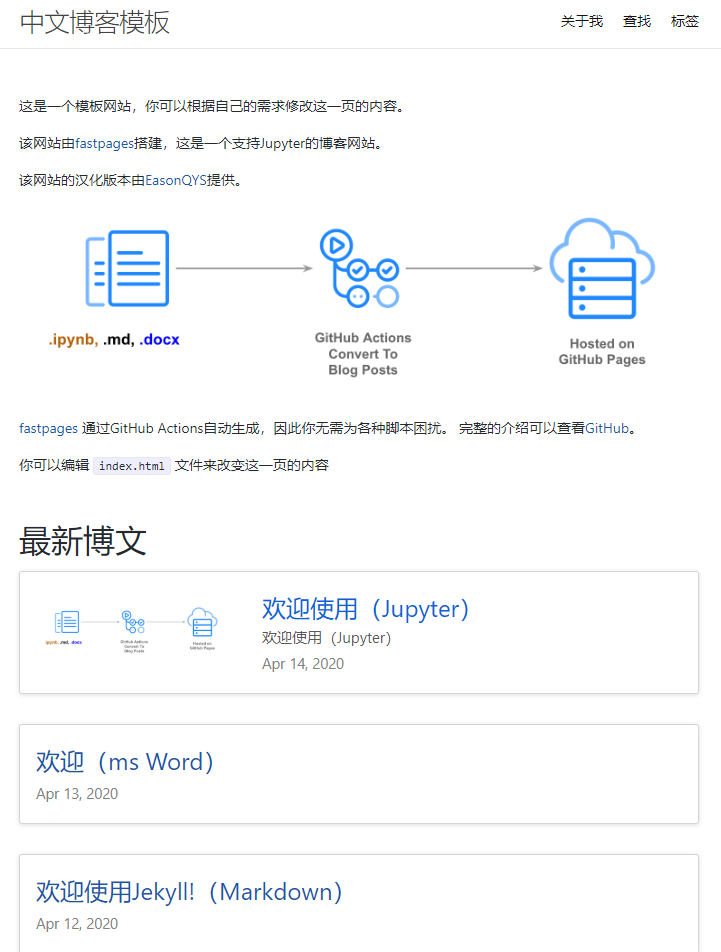 中文博客模板
关于我 查找 标签
这是一个模板网站，你可以根据自己的需求修改这一页的内容。
该网站由fastpages搭建，这是一个支持Jupyter的博客网站。
该网站的汉化版本由EasonQYS提供。
.ipynb, .md, .docx
GitHub Actions
Convert To
Blog Posts
Hosted on
GitHub Pages
fastpages 通过GitHub Actions自动生成，因此你无需为各种脚本困扰。 完整的介绍可以查看GitHub。
你可以编辑 index.html 文件来改变这一页的内容
最新博文
.ipynb, .md, .docx
GitHub Actions
Convert To
Blog Posts
Hosted on
GitHub Pages
欢迎使用（Jupyter）
欢迎使用（Jupyter）
Apr 14, 2020
欢迎（ms Word）
Apr 13, 2020
欢迎使用Jekyll!（Markdown）
Apr 12, 2020